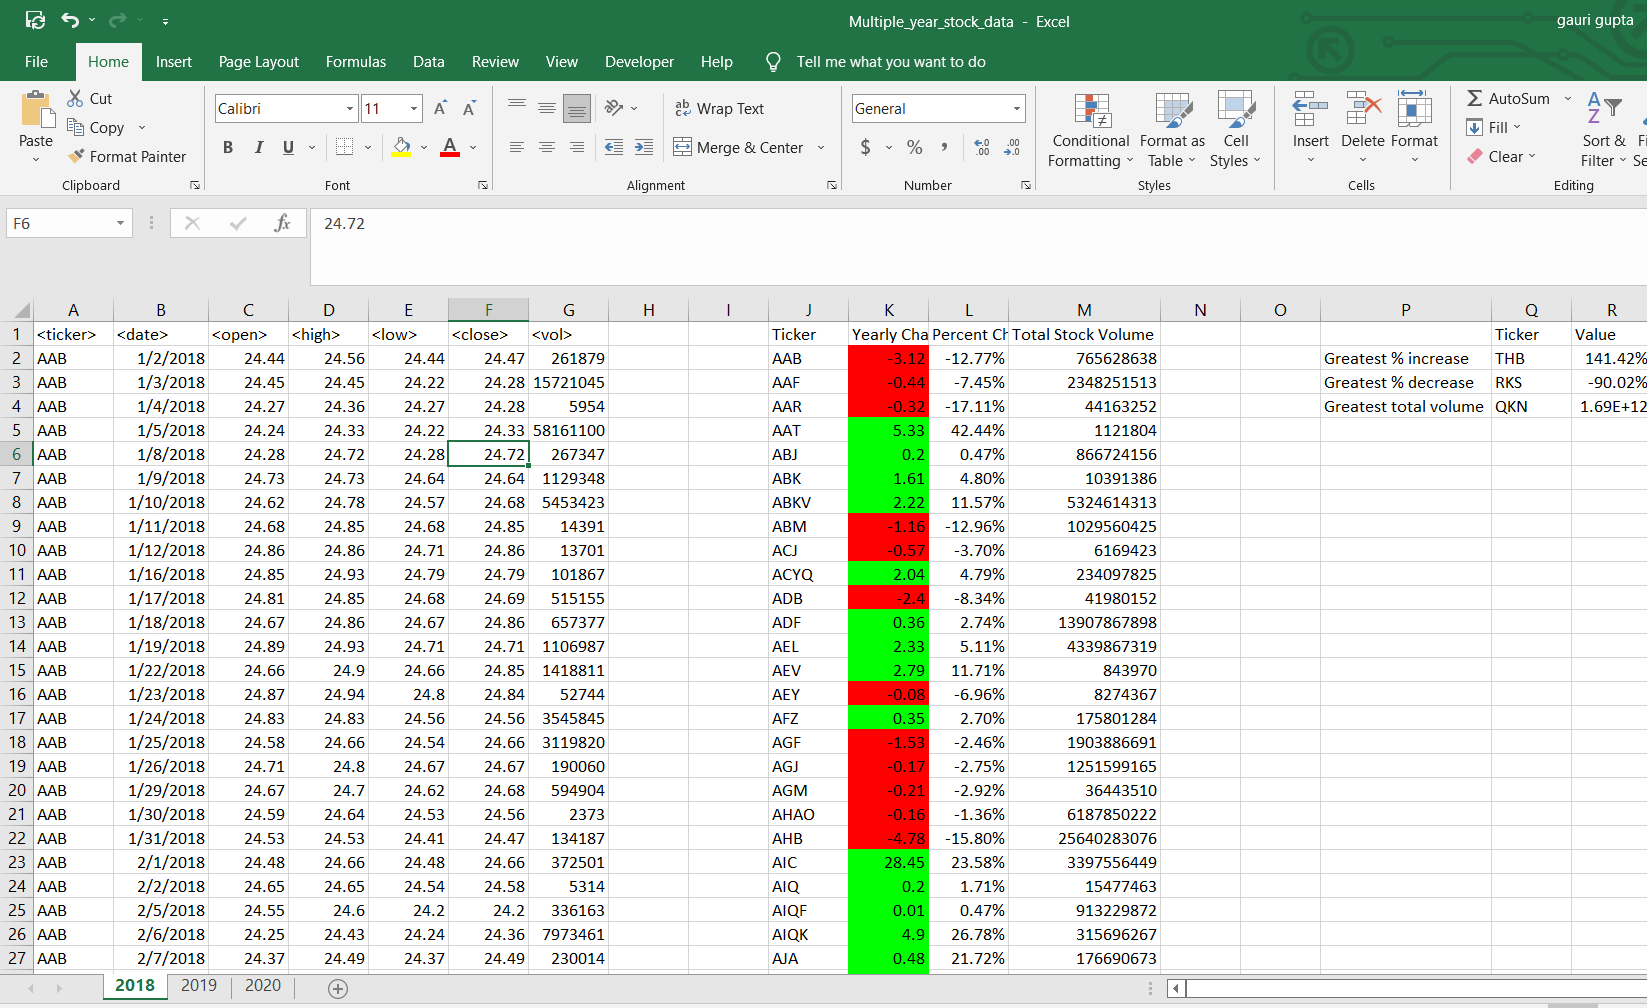 Multiple_year_stock_data - Excel
gauri gupta
File Home Insert Page Layout Formulas Data Review View Developer Help Tell me what you want to do
Paste
Cut
Copy
Format Painter
Clipboard
Calibri 11 A A
B I U A
Font
ab Wrap Text
Merge & Center
Alignment
General
$ % ,
Number
Conditional Formatting
Format as Table
Cell Styles
Styles
Insert Delete Format
Cells
AutoSum
Fill
Clear
Sort & Filter
Editing
F6 fx 24.72
A B C D E F G H I J K L M N O P Q R
1 <ticker> <date> <open> <high> <low> <close> <vol> Ticker Yearly Cha Percent Ch Total Stock Volume Ticker Value
2 AAB 1/2/2018 24.44 24.56 24.44 24.47 261879 AAB -3.12 -12.77% 765628638 Greatest % increase THB 141.42%
3 AAB 1/3/2018 24.45 24.45 24.22 24.28 15721045 AAF -0.44 -7.45% 2348251513 Greatest % decrease RKS -90.02%
4 AAB 1/4/2018 24.27 24.36 24.27 24.28 5954 AAR -0.32 -17.11% 44163252 Greatest total volume QKN 1.69E+12
5 AAB 1/5/2018 24.24 24.33 24.22 24.33 58161100 AAT 5.33 42.44% 1121804
6 AAB 1/8/2018 24.28 24.72 24.28 24.72 267347 ABJ 0.2 0.47% 866724156
7 AAB 1/9/2018 24.73 24.73 24.64 24.64 1129348 ABK 1.61 4.80% 10391386
8 AAB 1/10/2018 24.62 24.78 24.57 24.68 5453423 ABKV 2.22 11.57% 5324614313
9 AAB 1/11/2018 24.68 24.85 24.68 24.85 14391 ABM -1.16 -12.96% 1029560425
10 AAB 1/12/2018 24.86 24.86 24.71 24.86 13701 ACJ -0.57 -3.70% 6169423
11 AAB 1/16/2018 24.85 24.93 24.79 24.79 101867 ACYQ 2.04 4.79% 234097825
12 AAB 1/17/2018 24.81 24.85 24.68 24.69 515155 ADB -2.4 -8.34% 41980152
13 AAB 1/18/2018 24.67 24.86 24.67 24.86 657377 ADF 0.36 2.74% 13907867898
14 AAB 1/19/2018 24.89 24.93 24.71 24.71 1106987 AEL 2.33 5.11% 4339867319
15 AAB 1/22/2018 24.66 24.9 24.66 24.85 1418811 AEV 2.79 11.71% 843970
16 AAB 1/23/2018 24.87 24.94 24.8 24.84 52744 AEY -0.08 -6.96% 8274367
17 AAB 1/24/2018 24.83 24.83 24.56 24.56 3545845 AFZ 0.35 2.70% 175801284
18 AAB 1/25/2018 24.58 24.66 24.54 24.66 3119820 AGF -1.53 -2.46% 1903886691
19 AAB 1/26/2018 24.71 24.8 24.67 24.67 190060 AGJ -0.17 -2.75% 1251599165
20 AAB 1/29/2018 24.67 24.7 24.62 24.68 594904 AGM -0.21 -2.92% 36443510
21 AAB 1/30/2018 24.59 24.64 24.53 24.56 2373 AHAO -0.16 -1.36% 6187850222
22 AAB 1/31/2018 24.53 24.53 24.41 24.47 134187 AHB -4.78 -15.80% 25640283076
23 AAB 2/1/2018 24.48 24.66 24.48 24.66 372501 AIC 28.45 23.58% 3397556449
24 AAB 2/2/2018 24.65 24.65 24.54 24.58 5314 AIQ 0.2 1.71% 15477463
25 AAB 2/5/2018 24.55 24.6 24.2 24.2 336163 AIQF 0.01 0.47% 913229872
26 AAB 2/6/2018 24.25 24.43 24.24 24.36 7973461 AIQK 4.9 26.78% 315696267
27 AAB 2/7/2018 24.37 24.49 24.37 24.49 230014 AJA 0.48 21.72% 176690673
2018 2019 2020